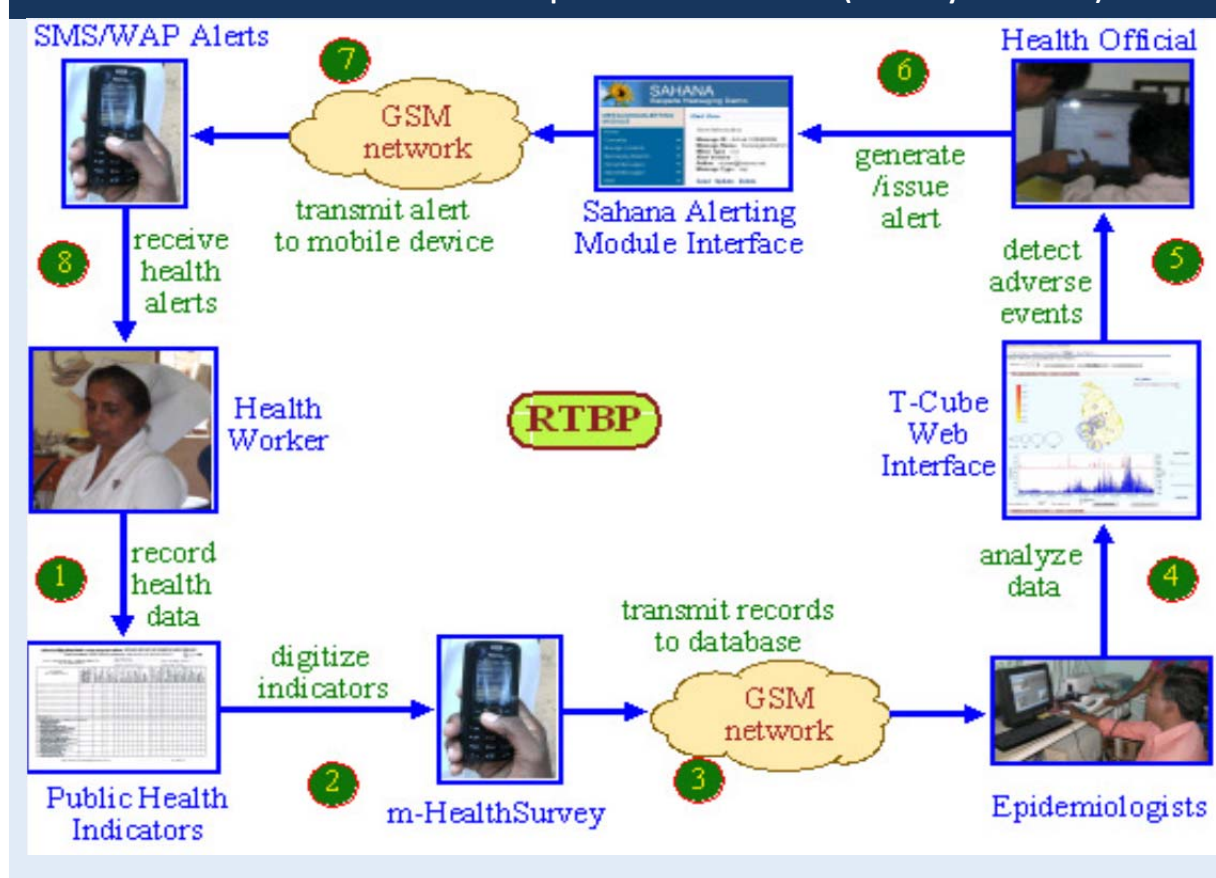 SMS/WAP Alerts
7
6
Health Official
GSM
network
SAHANA
generate
/issue
alert
transmit alert
to mobile device
Sahana Alerting
Module Interface
8
receive
health
alerts
detect
adverse
events
5
Health
Worker
RTBP
T-Cube
Web
Interface
1
record
health
data
analyze
data
4
transmit records
to database
digitize
indicators
GSM
network
2
3
Public Health
Indicators
m-HealthSurvey
Epidemiologists